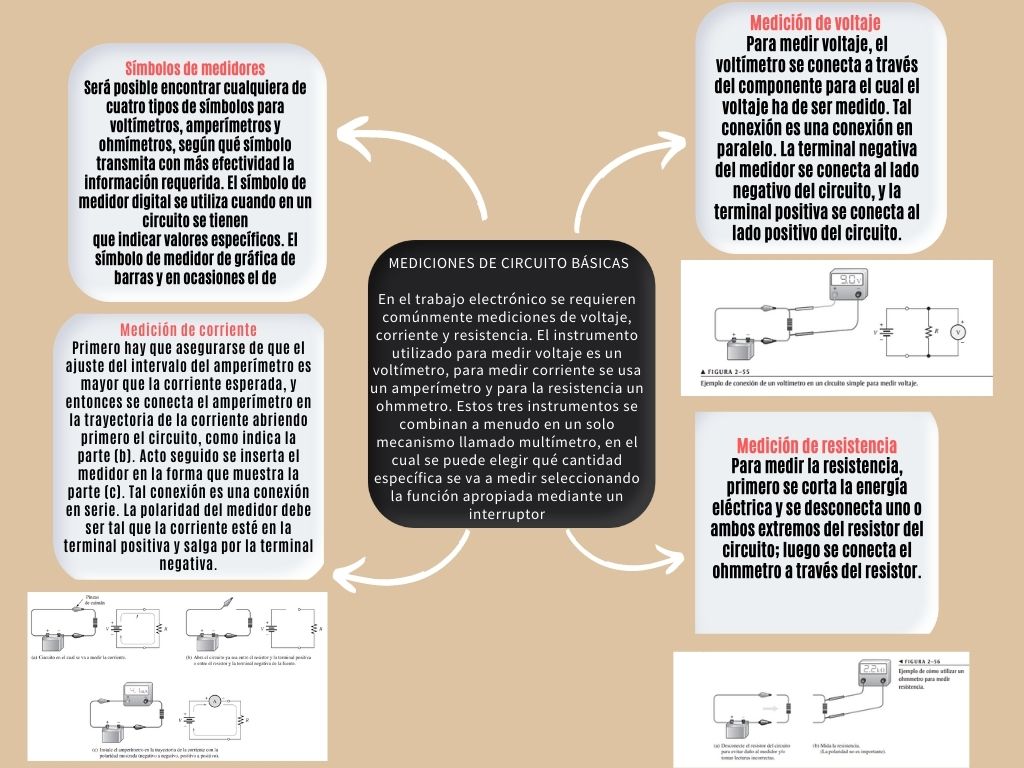 Símbolos de medidores
Será posible encontrar cualquiera de
cuatro tipos de símbolos para
voltímetros, amperímetros y
ohmímetros, según qué símbolo
transmita con más efectividad la
información requerida. El símbolo de
medidor digital se utiliza cuando en un
circuito se tienen
que indicar valores específicos. El
símbolo de medidor de gráfica de
barras y en ocasiones el de
Medición de corriente
Primero hay que asegurarse de que el
ajuste del intervalo del amperímetro es
mayor que la corriente esperada, y
entonces se conecta el amperímetro en
la trayectoria de la corriente abriendo
primero el circuito, como indica la
parte (b). Acto seguido se inserta el
medidor en la forma que muestra la
parte (c). Tal conexión es una conexión
en serie. La polaridad del medidor debe
ser tal que la corriente esté en la
terminal positiva y salga por la terminal
negativa.
Pinzas
de caimán
V
I
R
V
R
(a) Circuito en el cual se va a medir la corriente.
(b) Abra el circuito ya sea entre el resistor y la terminal positiva
o entre el resistor y la terminal negativa de la fuente.
A
V
R
(c) Instale el amperímetro en la trayectoria de la corriente con la
polaridad mostrada (negativo a negativo, positivo a positivo).
MEDICIONES DE CIRCUITO BÁSICAS
En el trabajo electrónico se requieren
comúnmente mediciones de voltaje,
corriente y resistencia. El instrumento
utilizado para medir voltaje es un
voltímetro, para medir corriente se usa
un amperímetro y para la resistencia un
ohmmetro. Estos tres instrumentos se
combinan a menudo en un solo
mecanismo llamado multímetro, en el
cual se puede elegir qué cantidad
específica se va a medir seleccionando
la función apropiada mediante un
interruptor
Medición de voltaje
Para medir voltaje, el
voltímetro se conecta a través
del componente para el cual el
voltaje ha de ser medido. Tal
conexión es una conexión en
paralelo. La terminal negativa
del medidor se conecta al lado
negativo del circuito, y la
terminal positiva se conecta al
lado positivo del circuito.
9.0V
V
R
V
▲ FIGURA 2–55
Ejemplo de conexión de un voltímetro en un circuito simple para medir voltaje.
Medición de resistencia
Para medir la resistencia,
primero se corta la energía
eléctrica y se desconecta uno o
ambos extremos del resistor del
circuito; luego se conecta el
ohmmetro a través del resistor.
◄ FIGURA 2–56
Ejemplo de cómo utilizar un
ohmmetro para medir
resistencia.
(a) Desconecte el resistor del circuito
para evitar daño al medidor y/o
tomar lecturas incorrectas.
(b) Mida la resistencia.
(La polaridad no es importante).